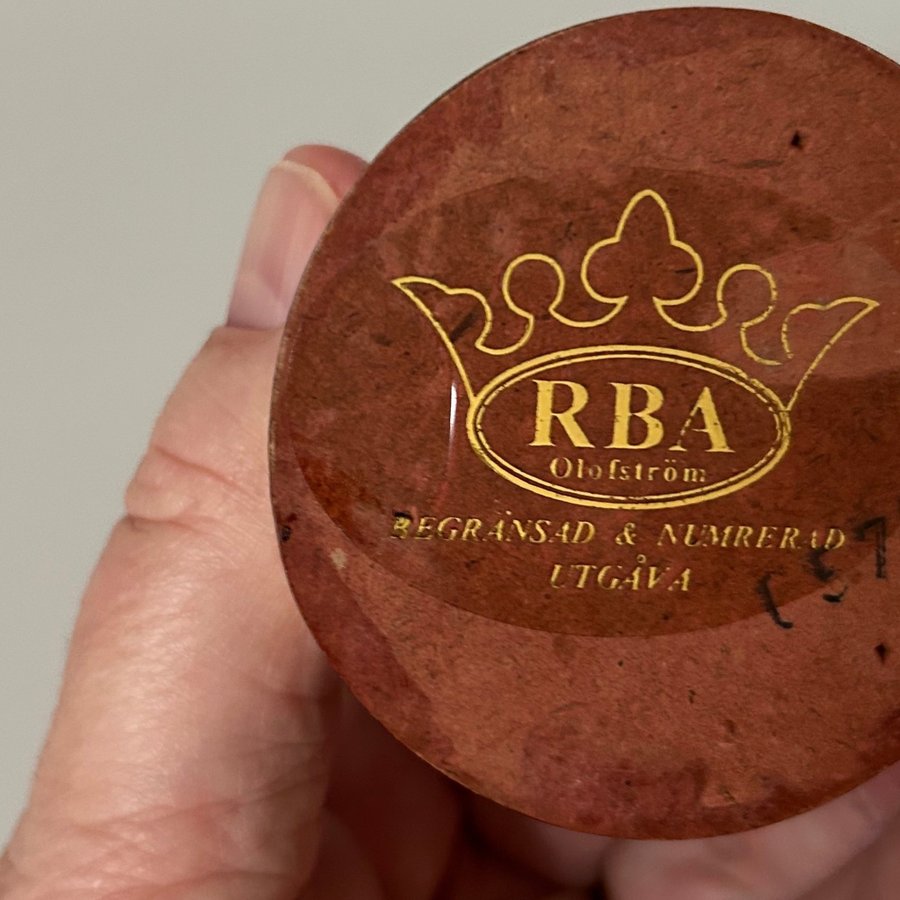 RBA
Olofström
BEGRÄNSAD & NUMRERAD
UTGÅVA